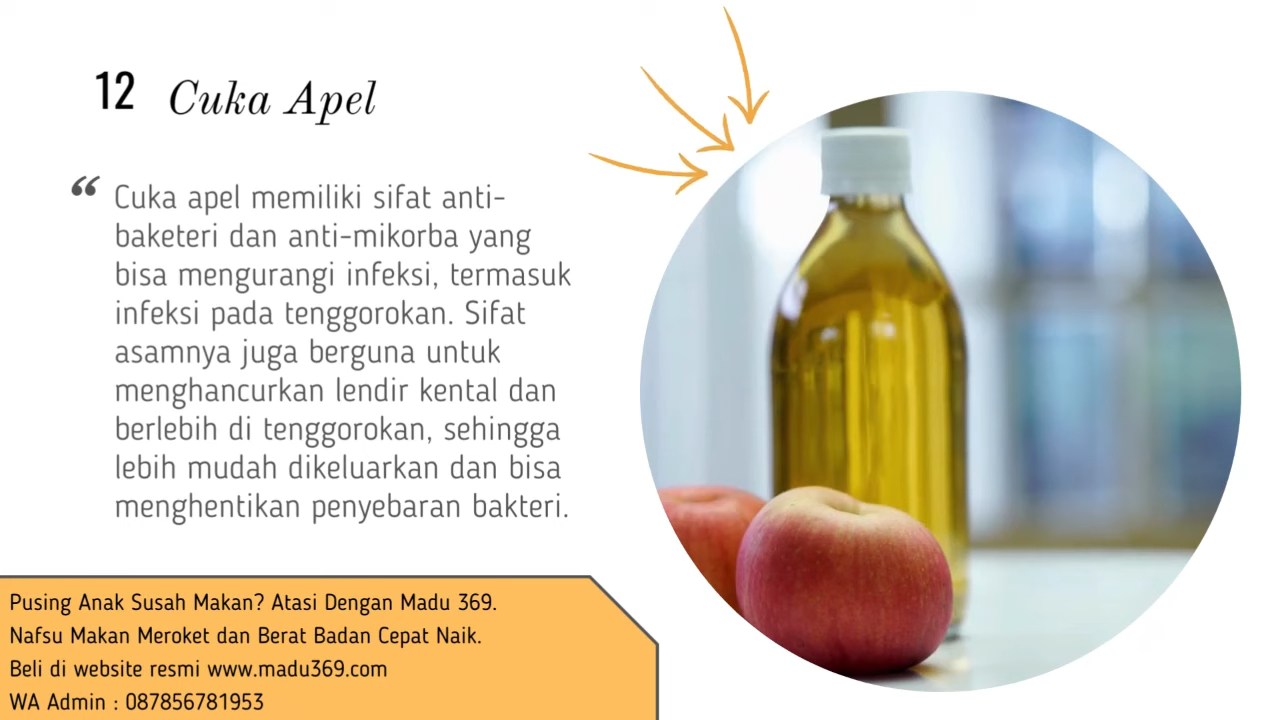 12 Cuka Apel
“ Cuka apel memiliki sifat anti-
baketeri dan anti-mikorba yang
bisa mengurangi infeksi, termasuk
infeksi pada tenggorokan. Sifat
asamnya juga berguna untuk
menghancurkan lendir kental dan
berlebih di tenggorokan, sehingga
lebih mudah dikeluarkan dan bisa
menghentikan penyebaran bakteri.
Pusing Anak Susah Makan? Atasi Dengan Madu 369.
Nafsu Makan Meroket dan Berat Badan Cepat Naik.
Beli di website resmi www.madu369.com
WA Admin : 087856781953